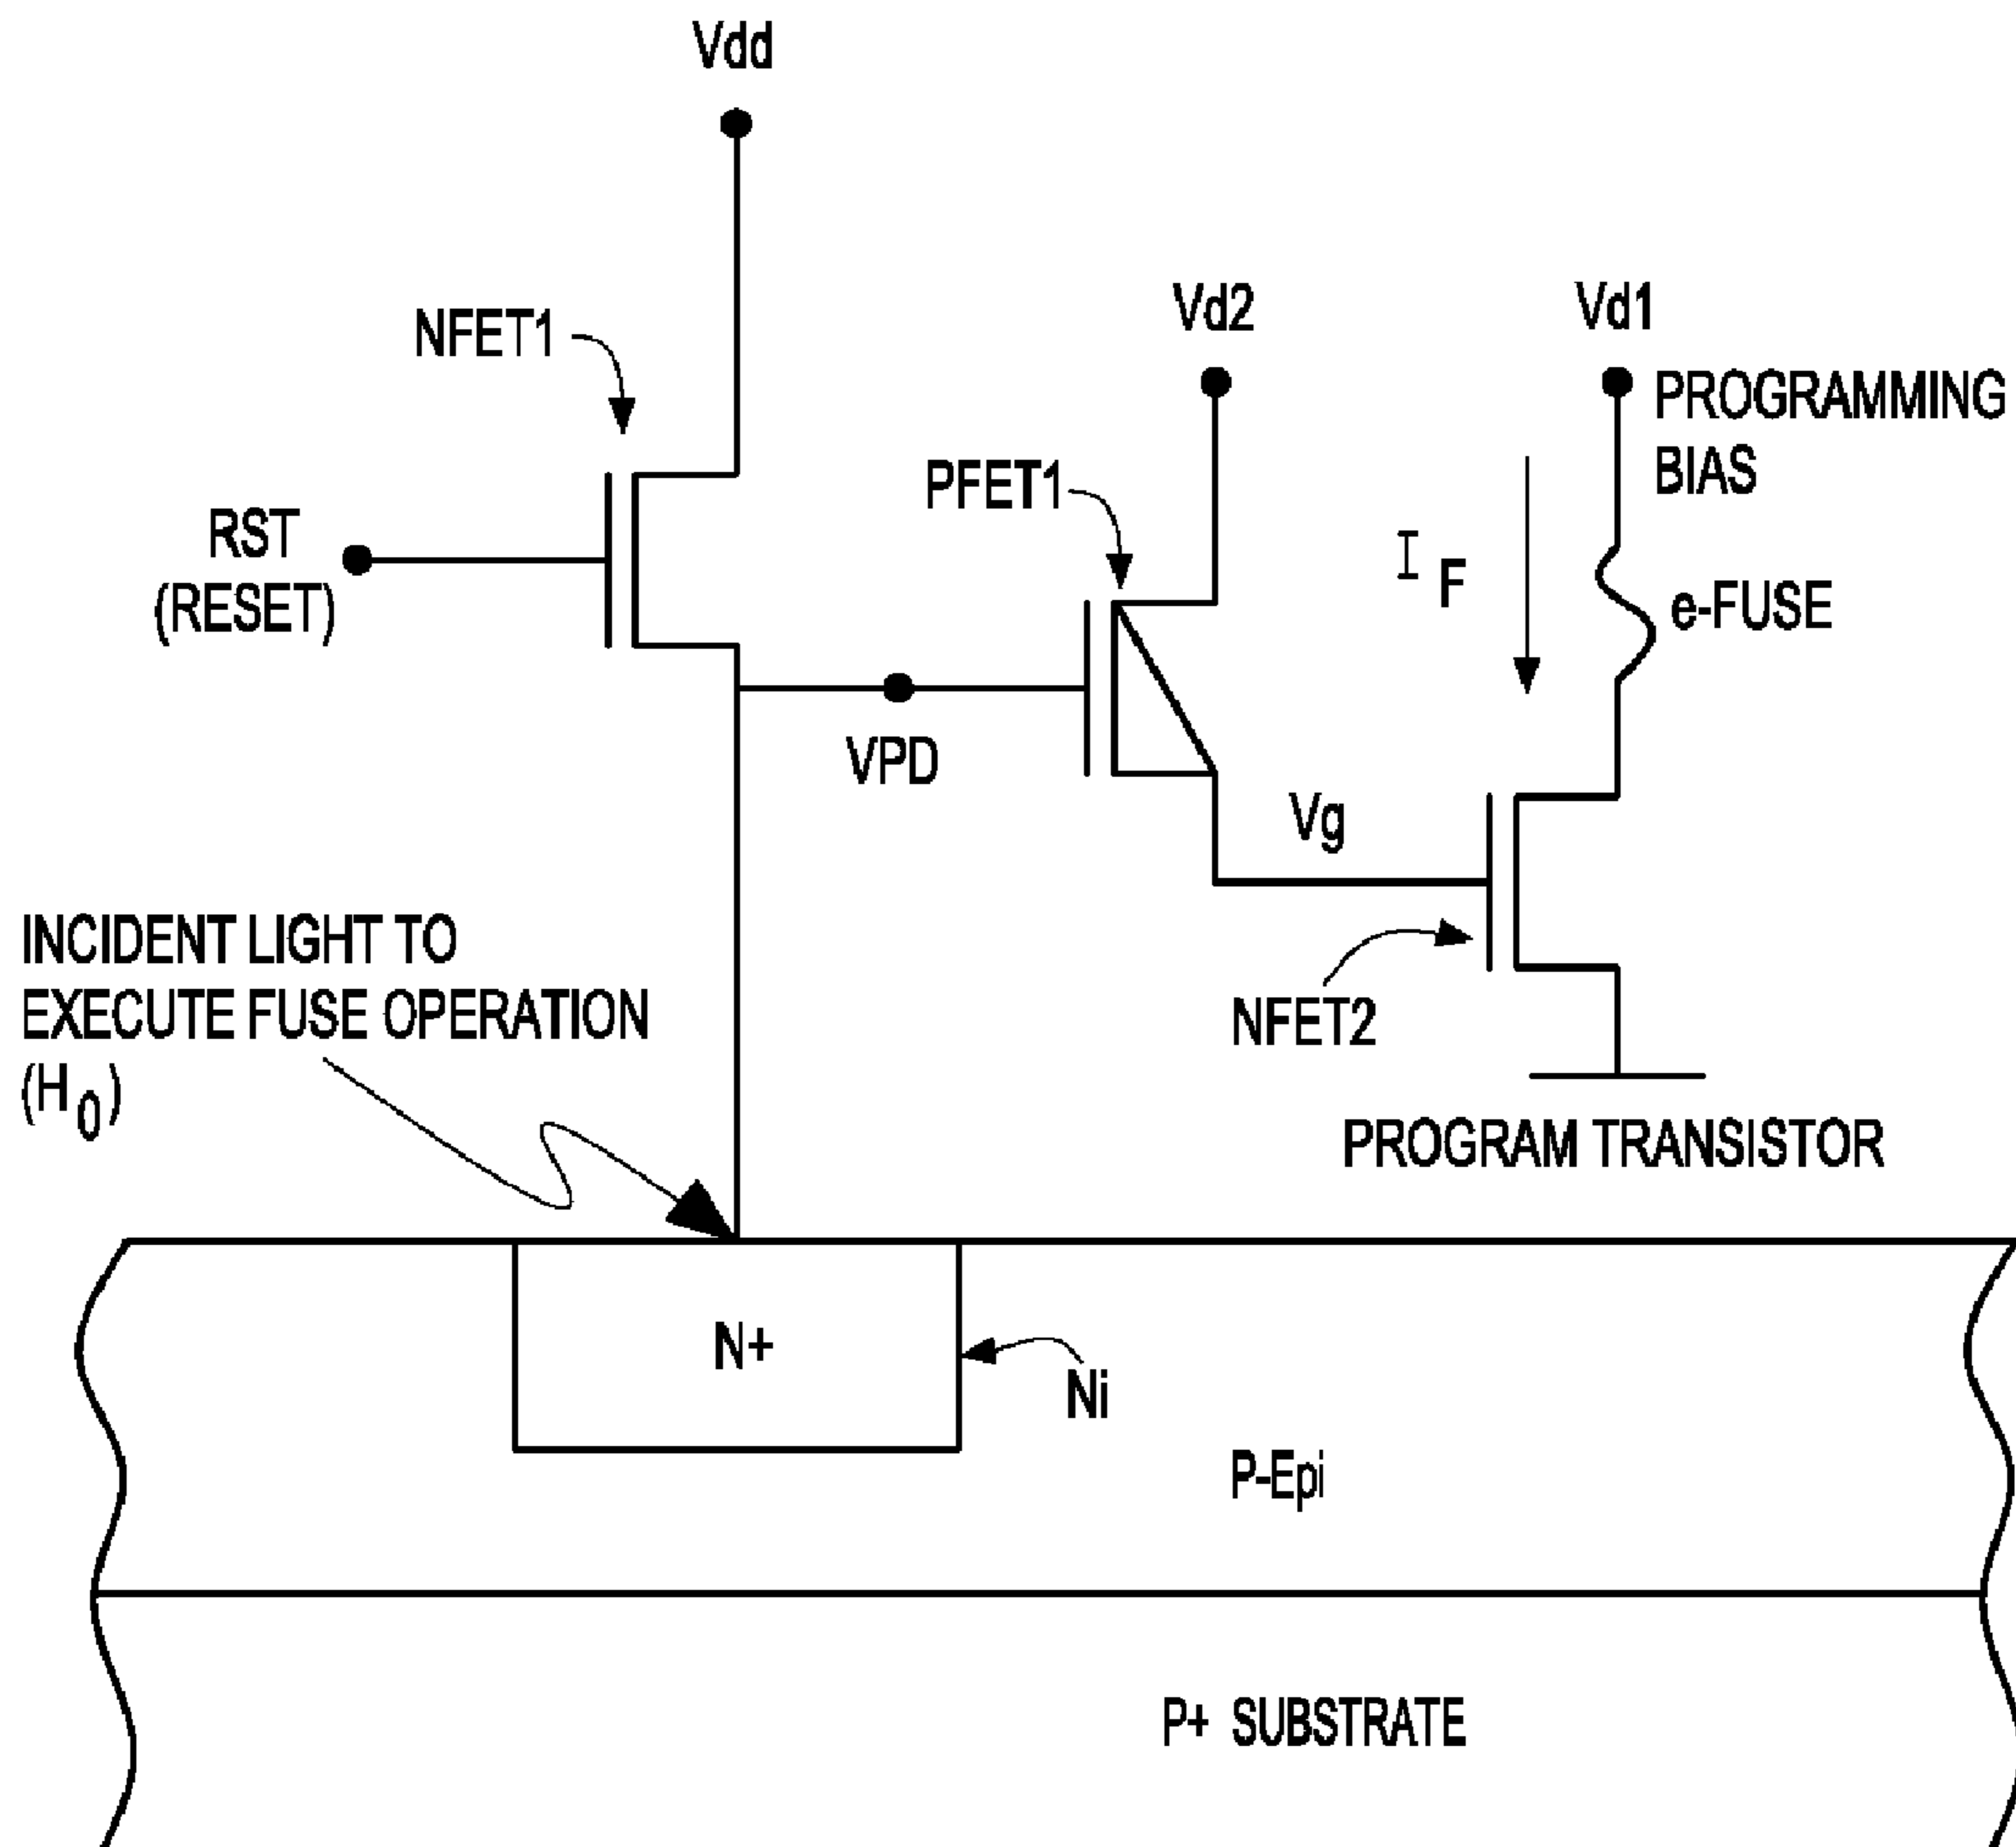 Vdd
NFET1
Vd2
Vd1
PROGRAMMING
BIAS
PFET1
RST
(RESET)
I F
e-FUSE
VPD
Vg
INCIDENT LIGHT TO
EXECUTE FUSE OPERATION
(H0)
NFET2
PROGRAM TRANSISTOR
N+
Ni
P-Epi
P+ SUBSTRATE